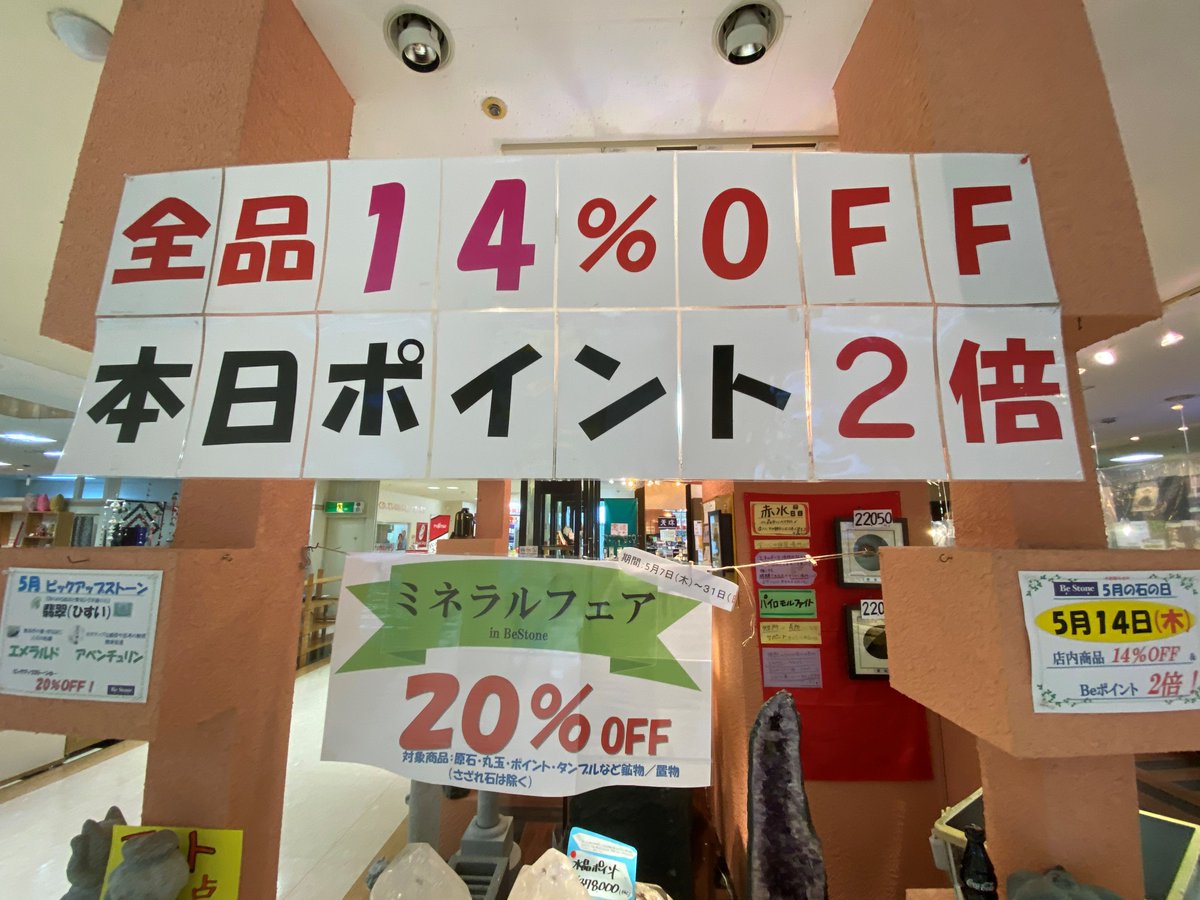 全品14%OFF
本日ポイント2倍
5月 ピックアップストーン
翡翠(ひすい)
エメラルド アベンチュリン
20%OFF!
Be Stone
期間:5月7日(木)~31日
ミネラルフェア
in BeStone
20%OFF
対象商品:原石・丸玉・ポイント・タンブルなど鉱物/置物
(さざれ石は除く)
赤い水
22050
パイロモルファイト
220
Be Stone 5月の石の日
5月14日(木)
店内商品 14%OFF &
Beポイント 2倍!
水晶ポイント